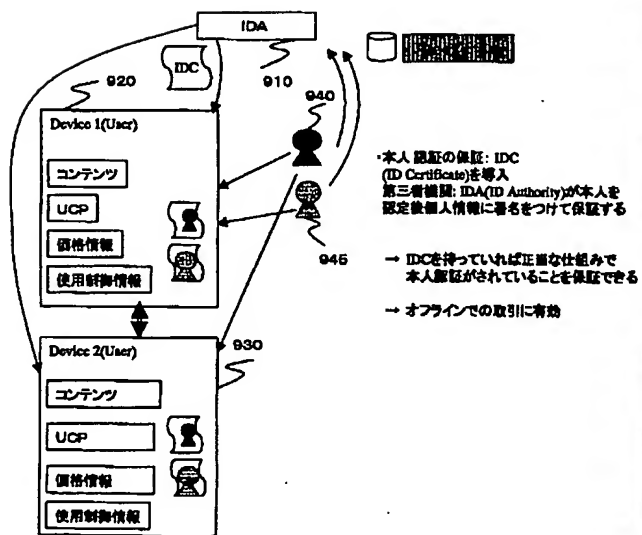 IDA
IDC
920
910
940
Device 1(User)
コンテンツ
UCP
価格情報
使用制御情報
945
・本人認証の保証: IDC
(ID Certificate)を導入
第三者機関: IDA(ID Authority)が本人を
認定後個人情報に署名をつけて保証する
→ IDCを持っていれば正当な仕組みで
本人認証がされていることを保証できる
→ オフラインでの取引に有効
Device 2(User)
930
コンテンツ
UCP
価格情報
使用制御情報